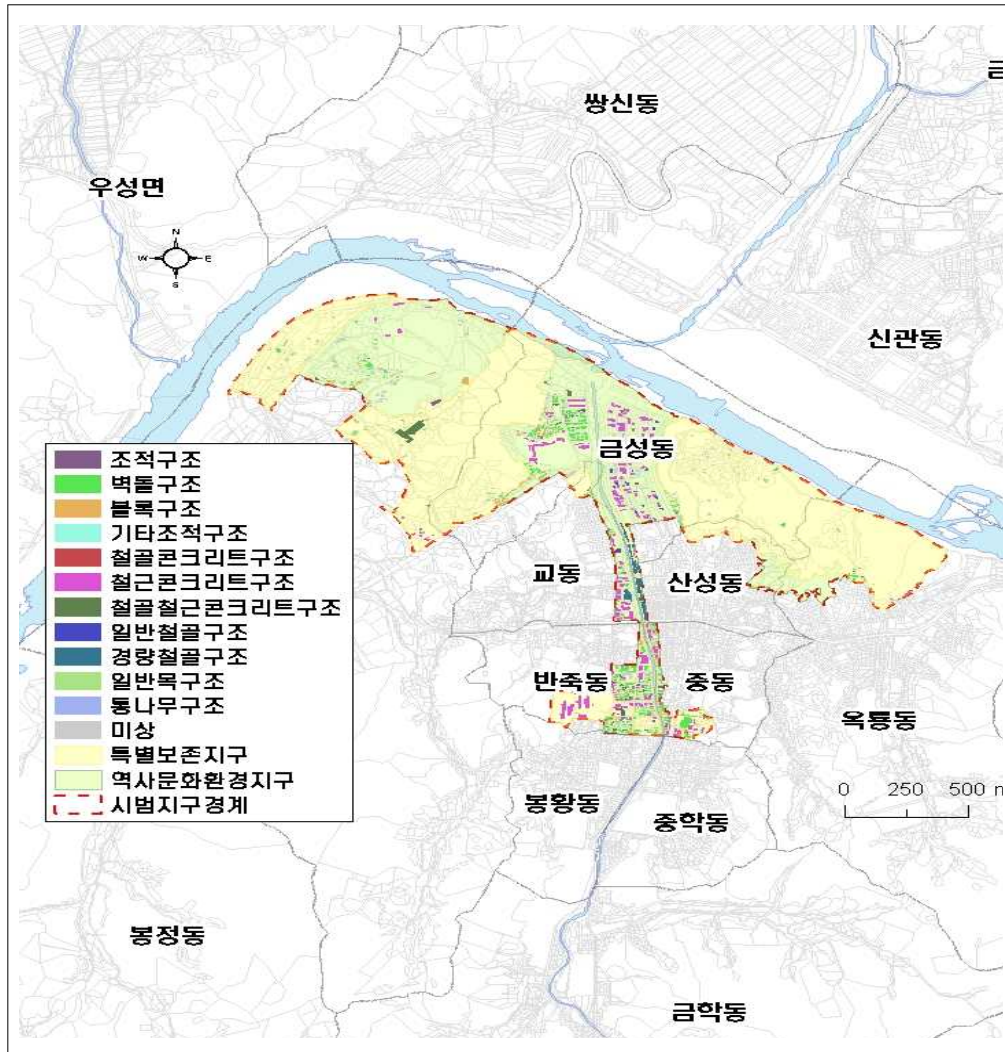 쌍신동
우성면
N
W E
S
신관동
금성동
조적구조
벽돌구조
블록구조
기타조적구조
철골콘크리트구조
철근콘크리트구조
철골철근콘크리트구조
일반철골구조
경량철골구조
일반목구조
통나무구조
미상
특별보존지구
역사문화환경지구
시범지구경계
교동
산성동
반죽동
중동
옥룡동
0 250 500 m
봉황동
중학동
봉정동
금학동